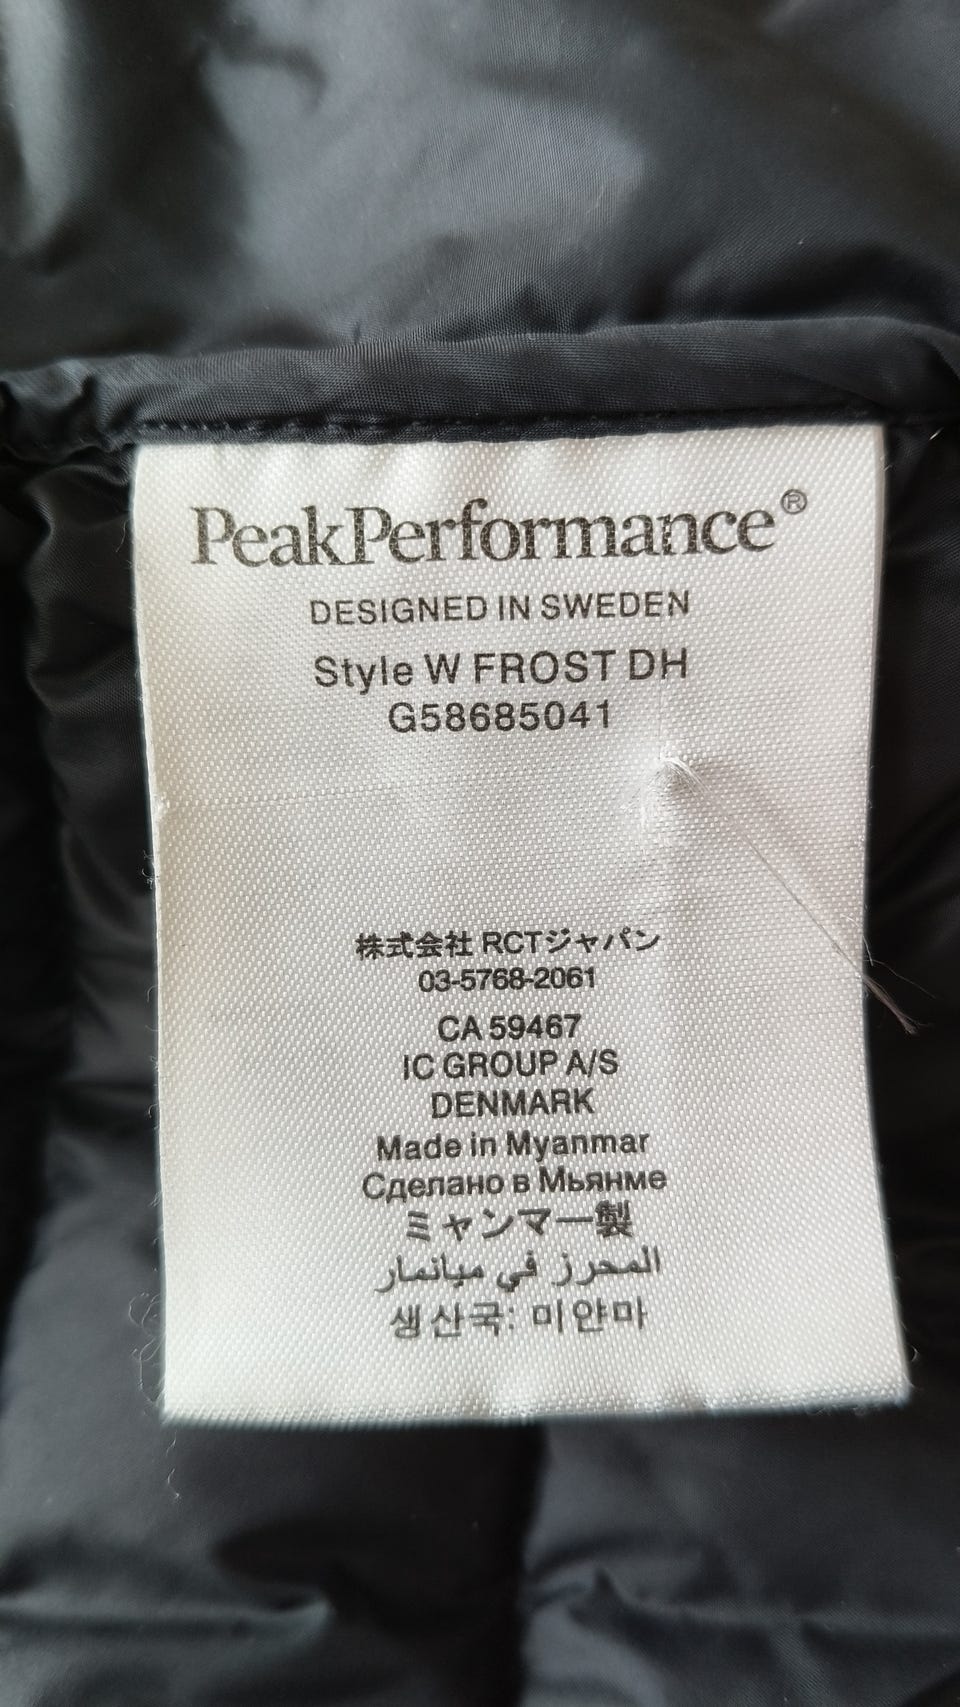 PeakPerformance®
DESIGNED IN SWEDEN
Style W FROST DH
G58685041
株式会社 RCTジャパン
03-5768-2061
CA 59467
IC GROUP A/S
DENMARK
Made in Myanmar
Сделано в Мьянме
ミャンマー製
المحرز في ميانمار
생산국: 미얀마